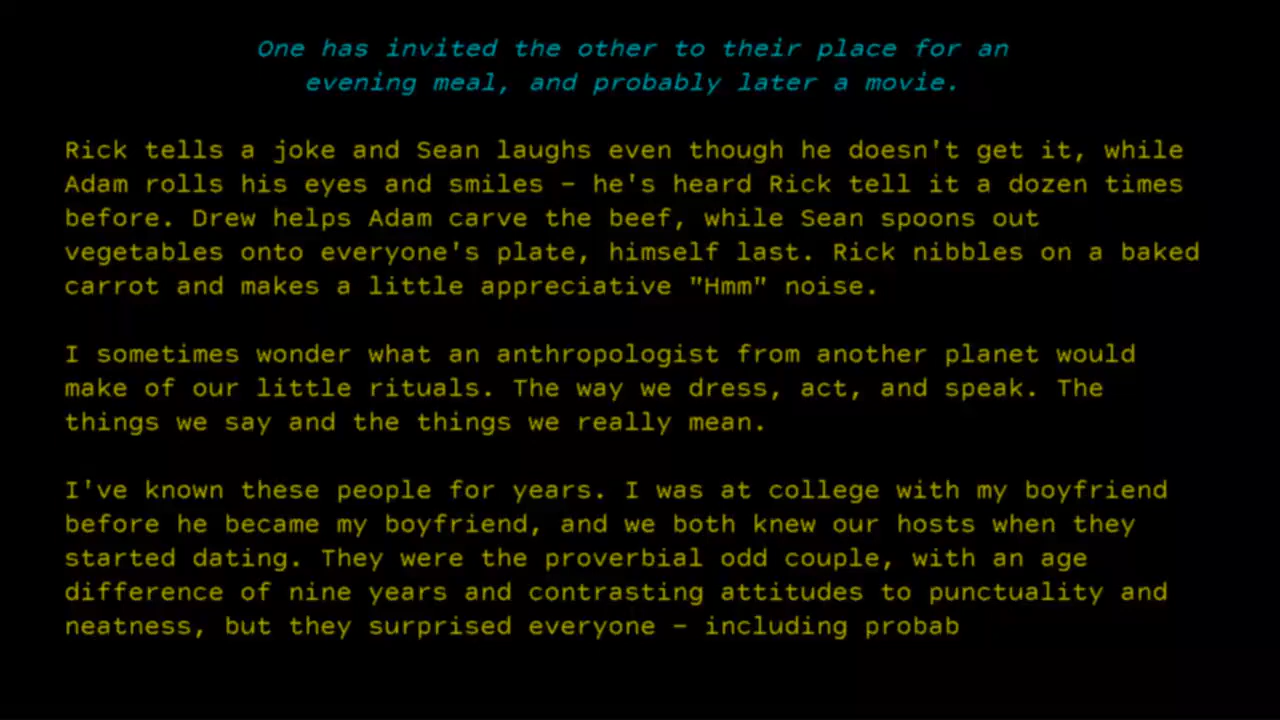 One has invited the other to their place for an
evening meal, and probably later a movie.
Rick tells a joke and Sean laughs even though he doesn't get it, while
Adam rolls his eyes and smiles – he's heard Rick tell it a dozen times
before. Drew helps Adam carve the beef, while Sean spoons out
vegetables onto everyone's plate, himself last. Rick nibbles on a baked
carrot and makes a little appreciative "Hmm" noise.
I sometimes wonder what an anthropologist from another planet would
make of our little rituals. The way we dress, act, and speak. The
things we say and the things we really mean.
I've known these people for years. I was at college with my boyfriend
before he became my boyfriend, and we both knew our hosts when they
started dating. They were the proverbial odd couple, with an age
difference of nine years and contrasting attitudes to punctuality and
neatness, but they surprised everyone – including probab